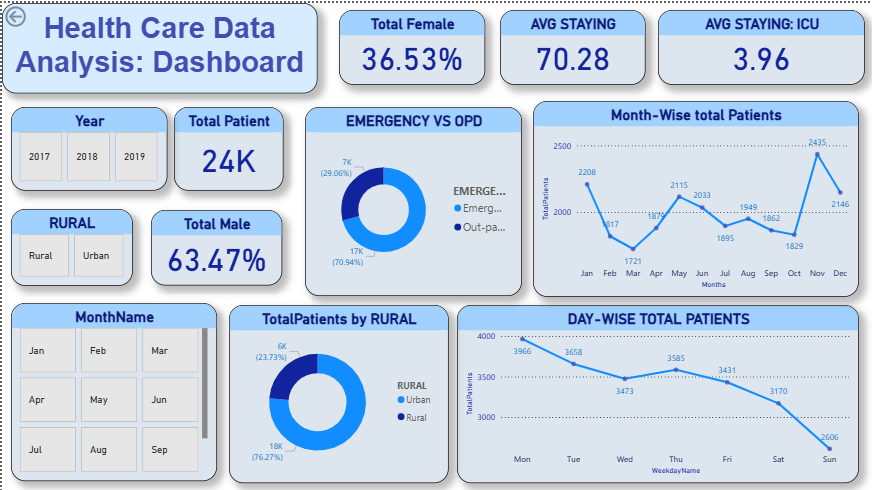 Health Care Data
Analysis: Dashboard
Total Female
36.53%
AVG STAYING
70.28
AVG STAYING: ICU
3.96
Year
2017
2018
2019
Total Patient
24K
RURAL
Rural
Urban
Total Male
63.47%
EMERGENCY VS OPD
7K
(29.06%)
17K
(70.94%)
EMERGE...
Emerg...
Out-pa...
Month-Wise total Patients
TotalPatients
2500
2000
2208
1817
1721
1879
2115
2033
1895
1949
1862
1829
2435
2146
Jan
Feb
Mar
Apr
May
Jun
Jul
Aug
Sep
Oct
Nov
Dec
Months
MonthName
Jan
Feb
Mar
Apr
May
Jun
Jul
Aug
Sep
TotalPatients by RURAL
6K
(23.73%)
18K
(76.27%)
RURAL
Urban
Rural
DAY-WISE TOTAL PATIENTS
TotalPatients
4000
3500
3000
3966
3658
3473
3585
3431
3170
2606
Mon
Tue
Wed
Thu
Fri
Sat
Sun
WeekdayName